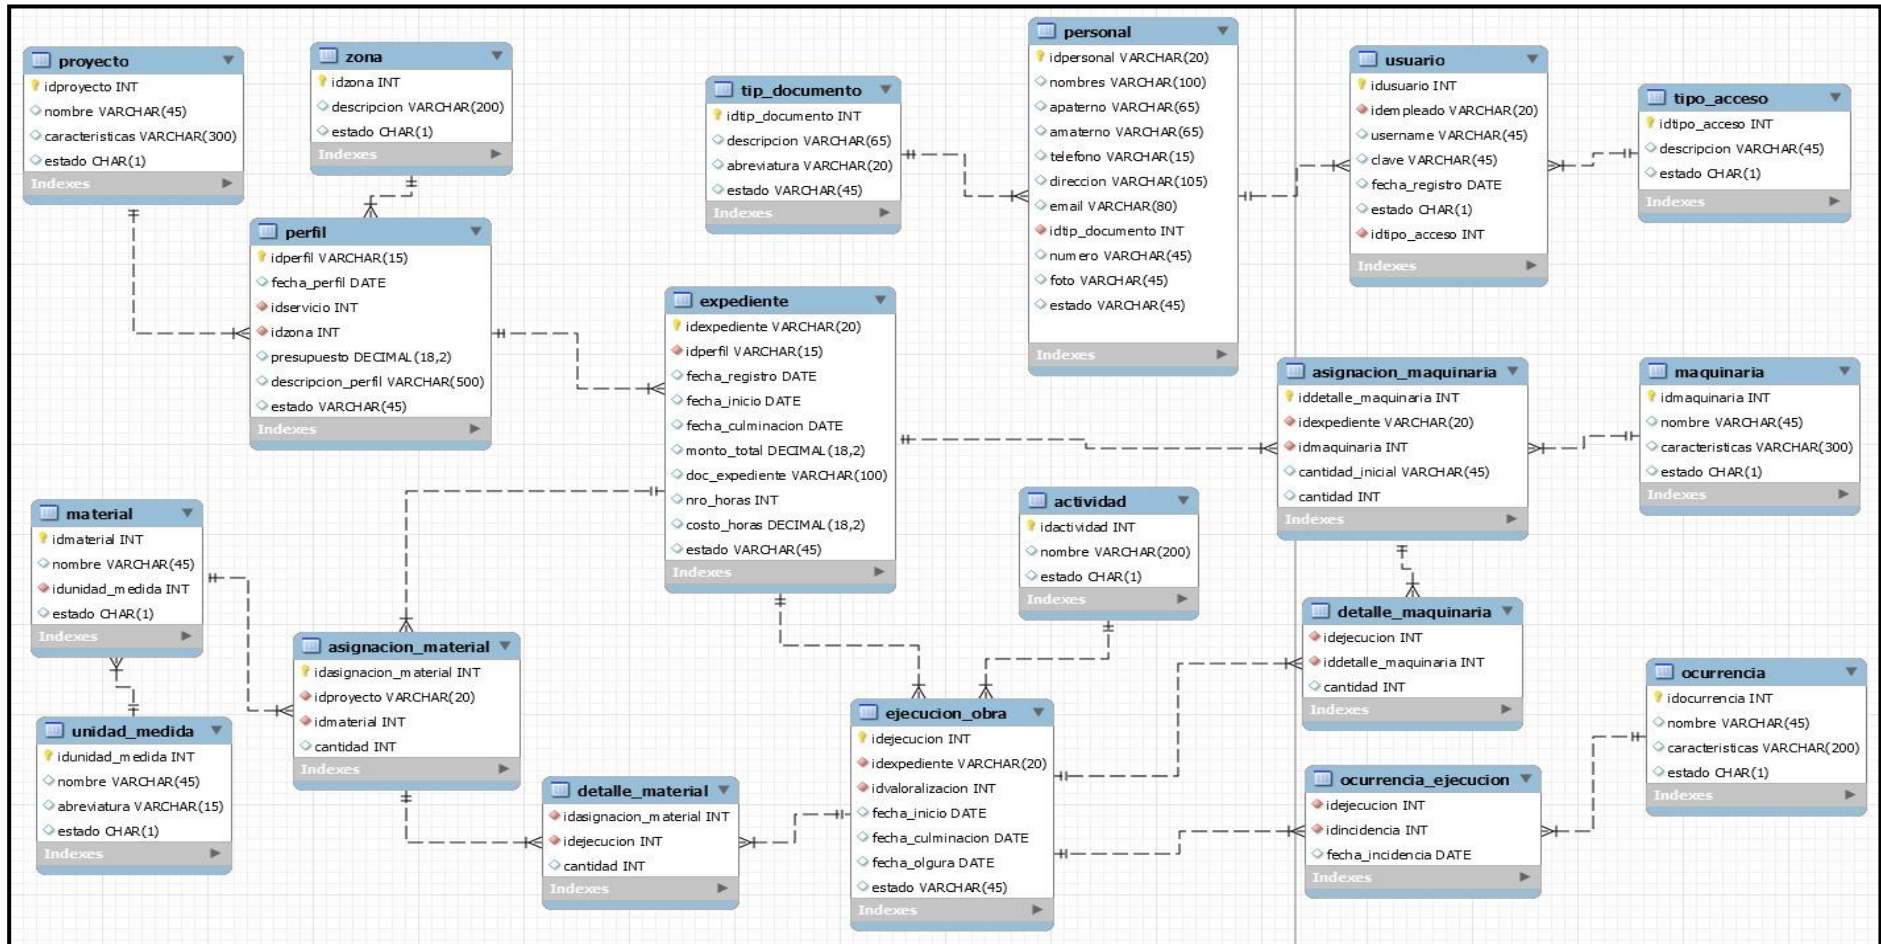 proyecto
idproyecto INT
nombre VARCHAR(45)
caracteristicas VARCHAR(300)
estado CHAR(1)
Indexes
zona
idzona INT
descripcion VARCHAR(200)
estado CHAR(1)
Indexes
tip_documento
idtip_documento INT
descripcion VARCHAR(65)
abreviatura VARCHAR(20)
estado VARCHAR(45)
Indexes
personal
idpersonal VARCHAR(20)
nombres VARCHAR(100)
apaterno VARCHAR(65)
amaterno VARCHAR(65)
telefono VARCHAR(15)
direccion VARCHAR(105)
email VARCHAR(80)
idtip_documento INT
numero VARCHAR(45)
foto VARCHAR(45)
estado VARCHAR(45)
Indexes
usuario
idusuario INT
idempleado VARCHAR(20)
username VARCHAR(45)
clave VARCHAR(45)
fecha_registro DATE
estado CHAR(1)
idtipo_acceso INT
Indexes
tipo_acceso
idtipo_acceso INT
descripcion VARCHAR(45)
estado CHAR(1)
Indexes
perfil
idperfil VARCHAR(15)
fecha_perfil DATE
idservicio INT
idzona INT
presupuesto DECIMAL(18,2)
descripcion_perfil VARCHAR(500)
estado VARCHAR(45)
Indexes
expediente
idexpediente VARCHAR(20)
idperfil VARCHAR(15)
fecha_registro DATE
fecha_inicio DATE
fecha_culminacion DATE
monto_total DECIMAL(18,2)
doc_expediente VARCHAR(100)
nro_horas INT
costo_horas DECIMAL(18,2)
estado VARCHAR(45)
Indexes
asignacion_maquinaria
iddetalle_maquinaria INT
idexpediente VARCHAR(20)
idmaquinaria INT
cantidad_inicial VARCHAR(45)
cantidad INT
Indexes
maquinaria
idmaquinaria INT
nombre VARCHAR(45)
caracteristicas VARCHAR(300)
estado CHAR(1)
Indexes
material
idmaterial INT
nombre VARCHAR(45)
idunidad_medida INT
estado CHAR(1)
Indexes
actividad
idactividad INT
nombre VARCHAR(200)
estado CHAR(1)
Indexes
detalle_maquinaria
idejecucion INT
iddetalle_maquinaria INT
cantidad INT
Indexes
asignacion_material
idasignacion_material INT
idproyecto VARCHAR(20)
idmaterial INT
cantidad INT
Indexes
unidad_medida
idunidad_medida INT
nombre VARCHAR(45)
abreviatura VARCHAR(15)
estado CHAR(1)
Indexes
detalle_material
idasignacion_material INT
idejecucion INT
cantidad INT
Indexes
ejecucion_obra
idejecucion INT
idexpediente VARCHAR(20)
idvaloralizacion INT
fecha_inicio DATE
fecha_culminacion DATE
fecha_olgura DATE
estado VARCHAR(45)
Indexes
ocurrencia_ejecucion
idejecucion INT
idincidencia INT
fecha_incidencia DATE
Indexes
ocurrencia
idocurrencia INT
nombre VARCHAR(45)
caracteristicas VARCHAR(200)
estado CHAR(1)
Indexes